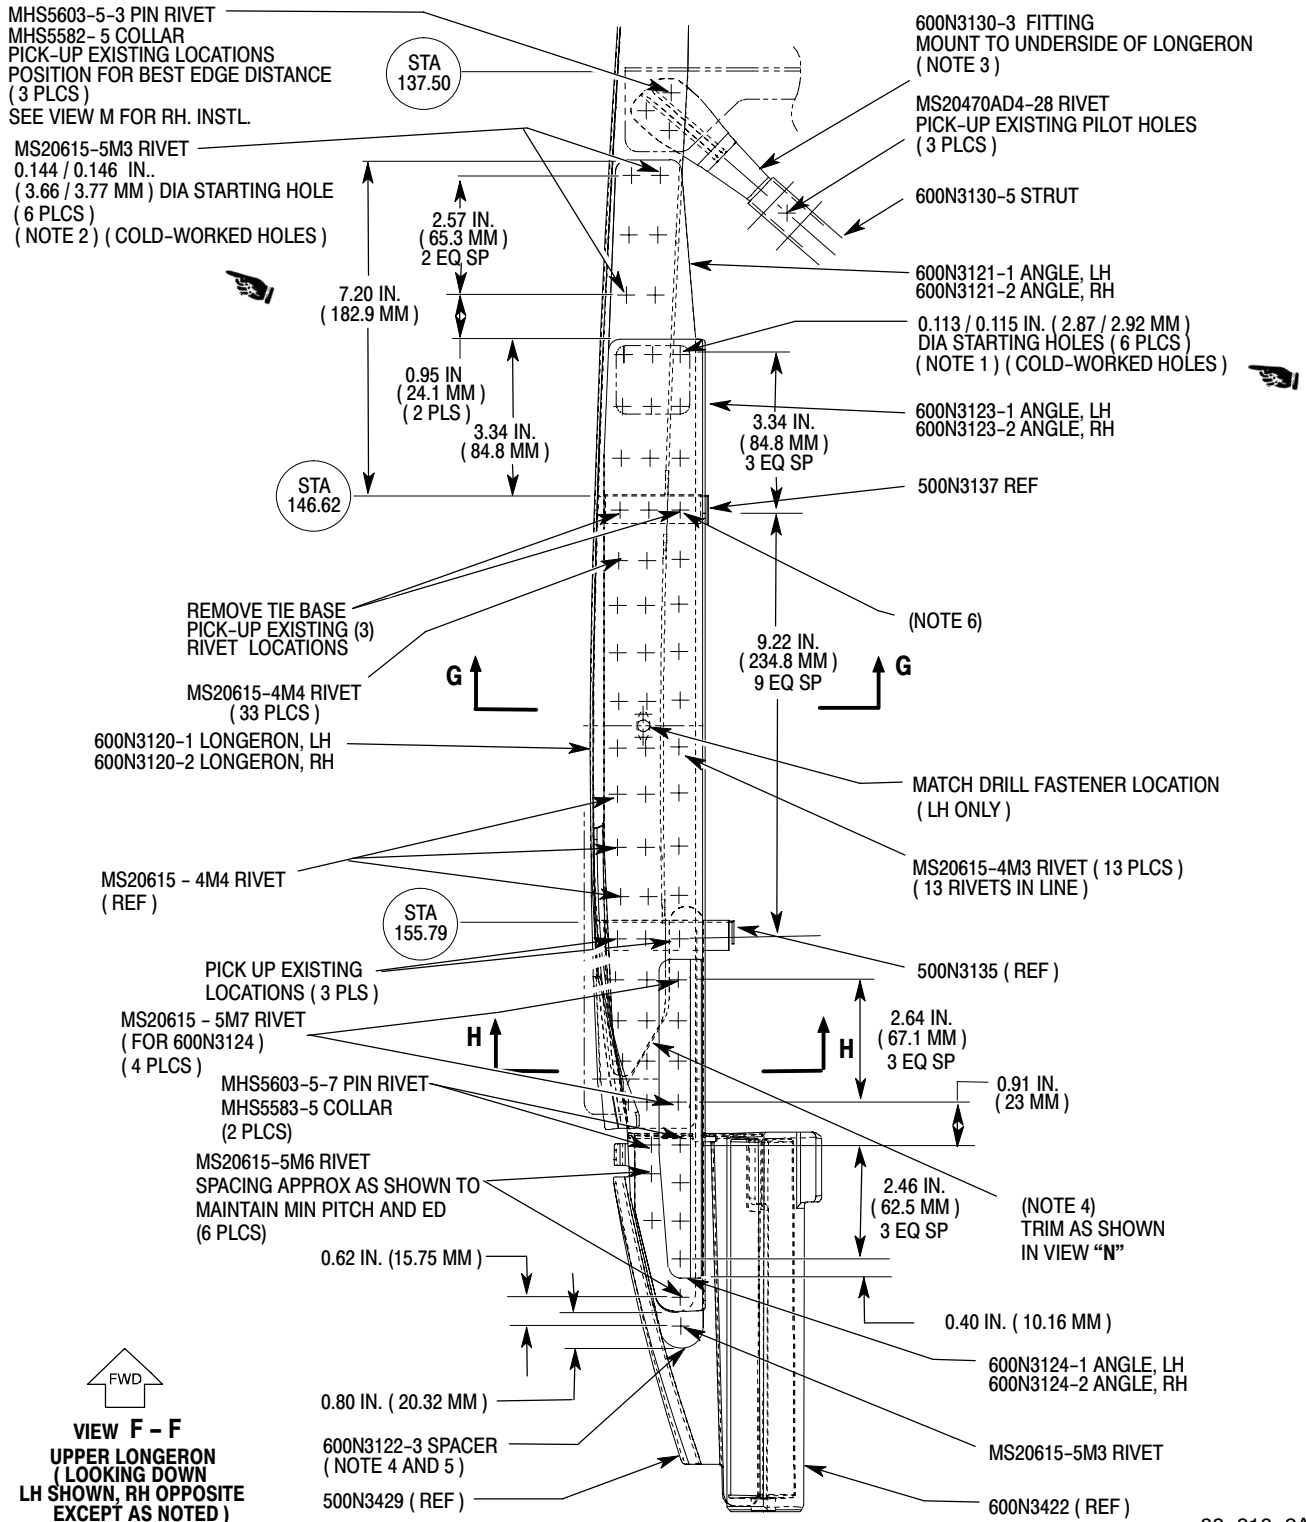 MHS5603-5-3 PIN RIVET
MHS5582- 5 COLLAR
PICK-UP EXISTING LOCATIONS
POSITION FOR BEST EDGE DISTANCE
( 3 PLCS )
SEE VIEW M FOR RH. INSTL.
STA
137.50
600N3130-3 FITTING
MOUNT TO UNDERSIDE OF LONGERON
( NOTE 3 )
MS20470AD4-28 RIVET
PICK-UP EXISTING PILOT HOLES
( 3 PLCS )
600N3130-5 STRUT
MS20615-5M3 RIVET
0.144 / 0.146 IN..
( 3.66 / 3.77 MM ) DIA STARTING HOLE
( 6 PLCS )
( NOTE 2 ) ( COLD-WORKED HOLES )
2.57 IN.
( 65.3 MM )
2 EQ SP
7.20 IN.
( 182.9 MM )
600N3121-1 ANGLE, LH
600N3121-2 ANGLE, RH
0.113 / 0.115 IN. ( 2.87 / 2.92 MM )
DIA STARTING HOLES ( 6 PLCS )
( NOTE 1 ) ( COLD-WORKED HOLES )
0.95 IN
( 24.1 MM )
( 2 PLS )
3.34 IN.
( 84.8 MM )
3.34 IN.
( 84.8 MM )
3 EQ SP
600N3123-1 ANGLE, LH
600N3123-2 ANGLE, RH
STA
146.62
500N3137 REF
REMOVE TIE BASE
PICK-UP EXISTING (3)
RIVET LOCATIONS
(NOTE 6)
9.22 IN.
( 234.8 MM )
9 EQ SP
G
G
MS20615-4M4 RIVET
( 33 PLCS )
600N3120-1 LONGERON, LH
600N3120-2 LONGERON, RH
MATCH DRILL FASTENER LOCATION
( LH ONLY )
MS20615 - 4M4 RIVET
( REF )
MS20615-4M3 RIVET ( 13 PLCS )
( 13 RIVETS IN LINE )
STA
155.79
PICK UP EXISTING
LOCATIONS ( 3 PLS )
500N3135 ( REF )
MS20615 - 5M7 RIVET
( FOR 600N3124 )
( 4 PLCS )
H
H
2.64 IN.
( 67.1 MM )
3 EQ SP
0.91 IN.
( 23 MM )
MHS5603-5-7 PIN RIVET
MHS5583-5 COLLAR
(2 PLCS)
MS20615-5M6 RIVET
SPACING APPROX AS SHOWN TO
MAINTAIN MIN PITCH AND ED
(6 PLCS)
2.46 IN.
( 62.5 MM )
3 EQ SP
(NOTE 4)
TRIM AS SHOWN
IN VIEW “N”
0.62 IN. (15.75 MM )
0.40 IN. ( 10.16 MM )
600N3124-1 ANGLE, LH
600N3124-2 ANGLE, RH
0.80 IN. ( 20.32 MM )
600N3122-3 SPACER
( NOTE 4 AND 5 )
MS20615-5M3 RIVET
500N3429 ( REF )
600N3422 ( REF )
FWD
VIEW F - F
UPPER LONGERON
( LOOKING DOWN
LH SHOWN, RH OPPOSITE
EXCEPT AS NOTED )